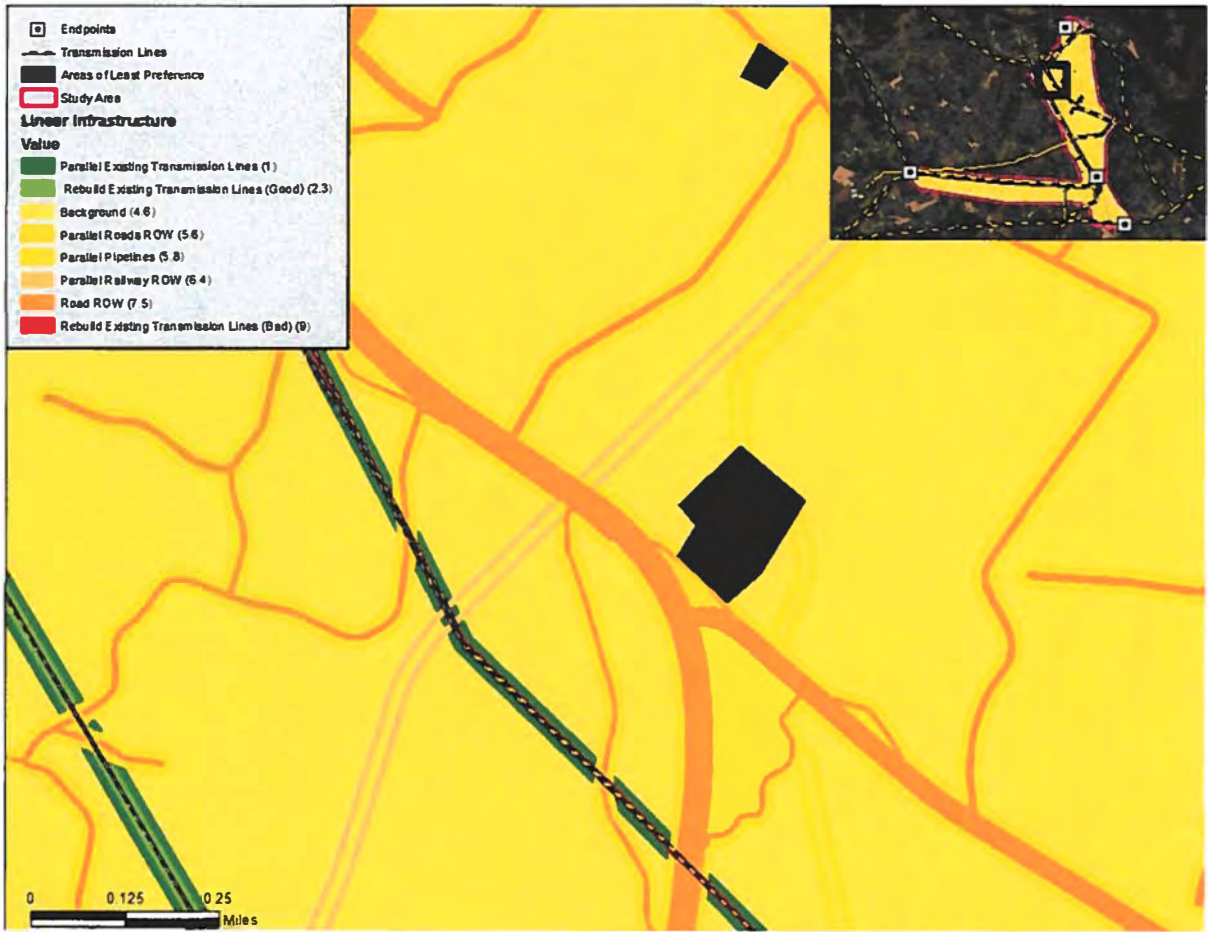 Endpoints
Transmission Lines
Areas of Least Preference
Study Area
Linear Infrastructure
Value
Parallel Existing Transmission Lines (1)
Rebuild Existing Transmission Lines (Good) (2.3)
Background (4.6)
Parallel Roads ROW (5.6)
Parallel Pipelines (5.8)
Parallel Railway ROW (6.4)
Road ROW (7.5)
Rebuild Existing Transmission Lines (Bad) (9)
0 0.125 0.25
Miles